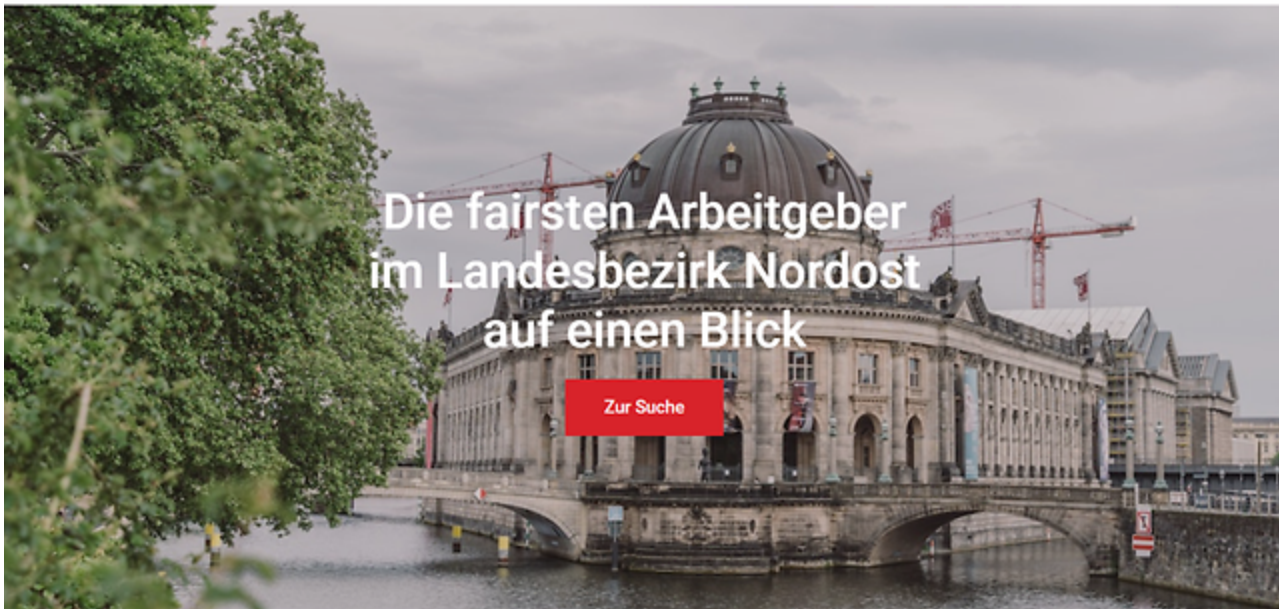 Die fairsten Arbeitgeber
im Landesbezirk Nordost
auf einen Blick
Zur Suche